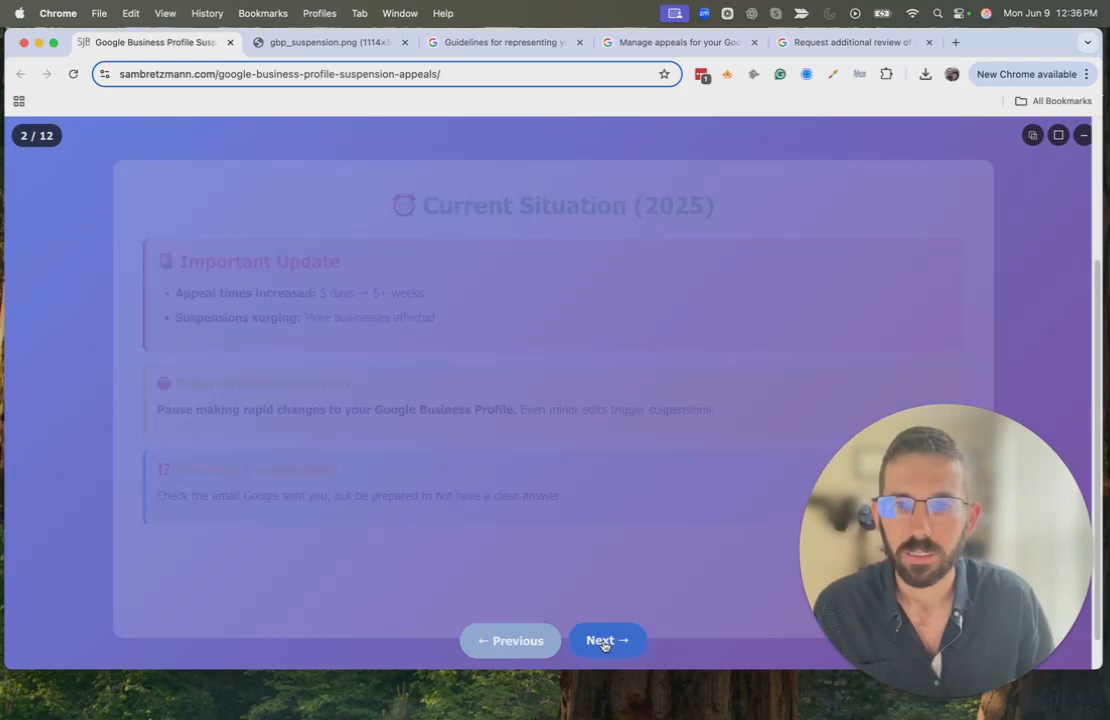 Chrome File Edit View History Bookmarks Profiles Tab Window Help Mon Jun 9 12:36 PM
SJB Google Business Profile Susp
gbp_suspension.png (1114×5
Guidelines for representing yo
Manage appeals for your Goo
Request additional review of a
sambretzmann.com/google-business-profile-suspension-appeals/
1
New Chrome available
All Bookmarks
2 / 12
Current Situation (2025)
Important Update
• Appeal times increased: 5 days → 5+ weeks
• Suspensions surging: More businesses affected
Pause making rapid changes to your Google Business Profile. Even minor edits trigger suspensions.
Check the email Google sent you, but be prepared to not have a clear answer
← Previous
Next →